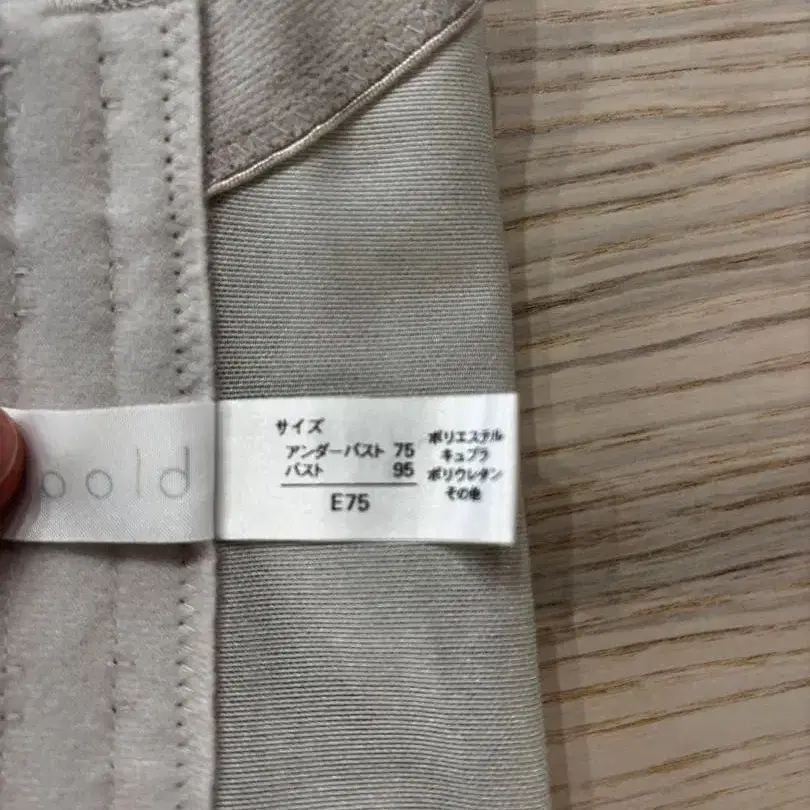 サイズ
アンダーバスト 75
バスト 95
E75
ポリエステル
キュプラ
ポリウレタン
その他